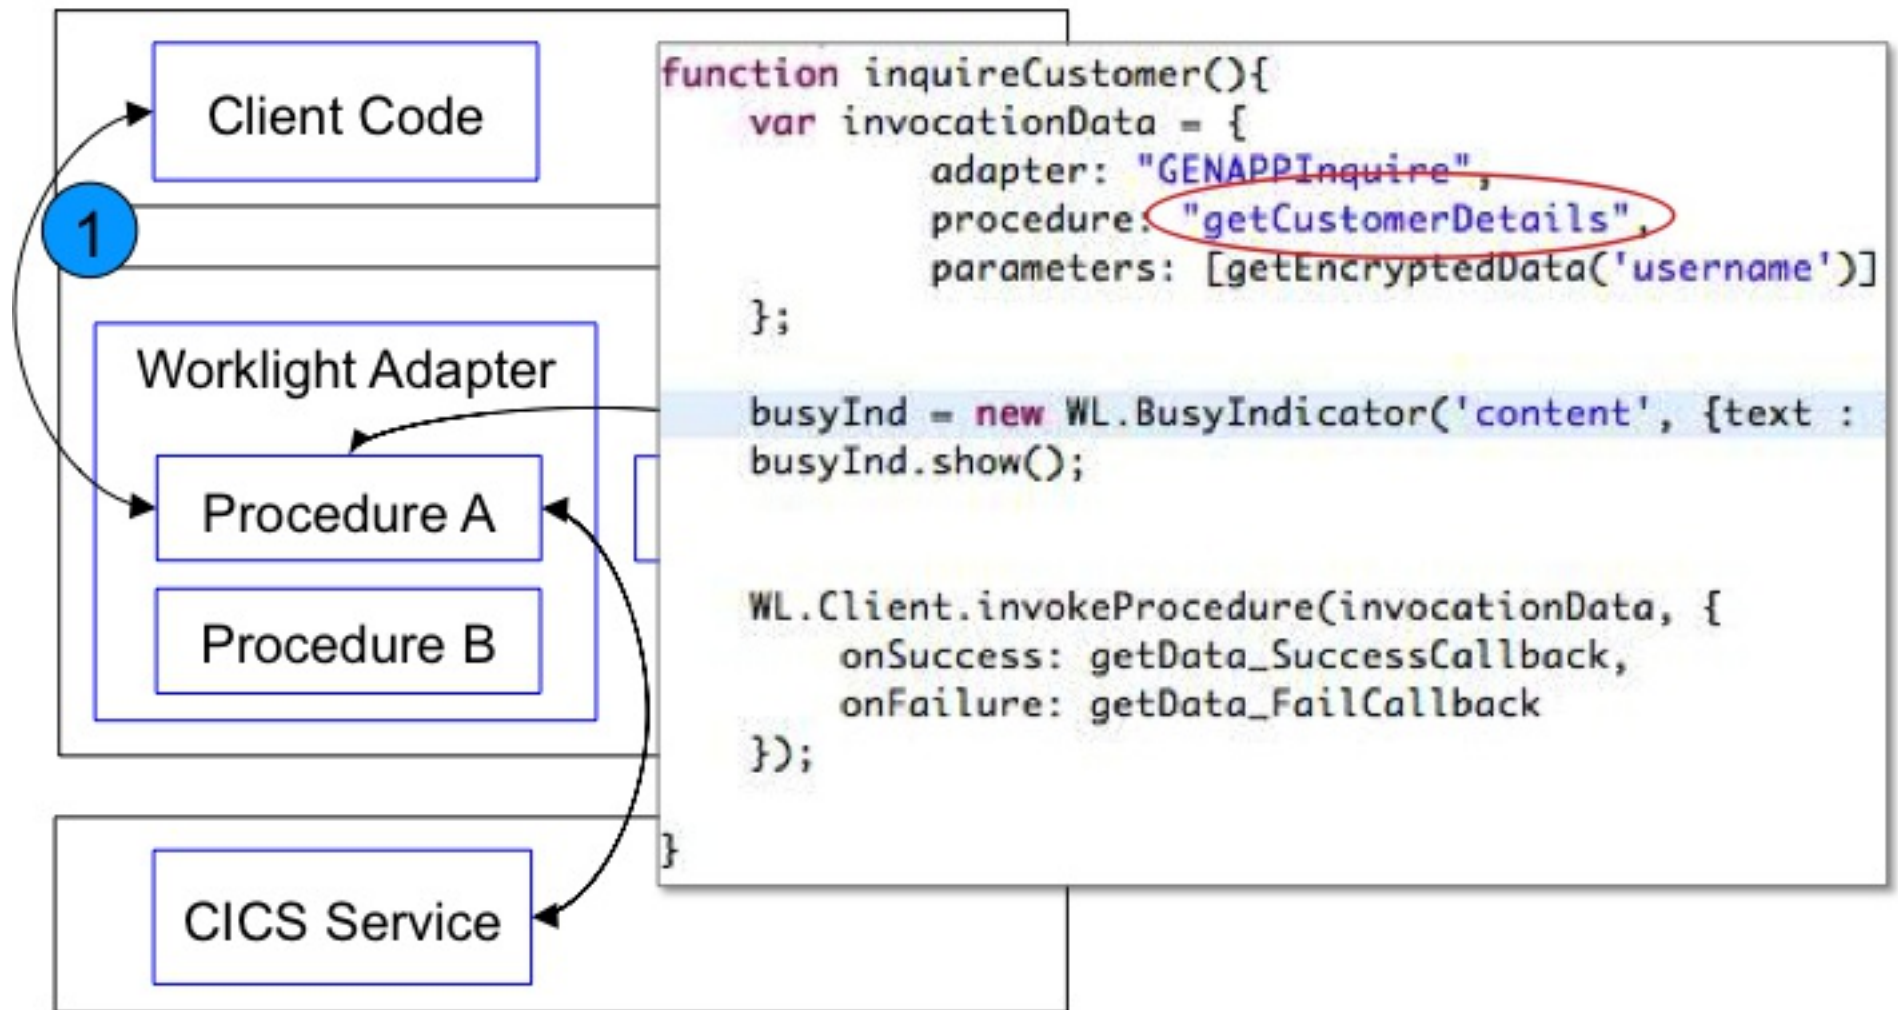 Client Code
1
Worklight Adapter
Procedure A
Procedure B
CICS Service
function inquireCustomer(){
var invocationData = {
adapter: "GENAPPInquire",
procedure: "getCustomerDetails",
parameters: [getEncryptedData('username')]
};
busyInd = new WL.BusyIndicator('content', {text :
busyInd.show();
WL.Client.invokeProcedure(invocationData, {
onSuccess: getData_SuccessCallback,
onFailure: getData_FailCallback
});
}